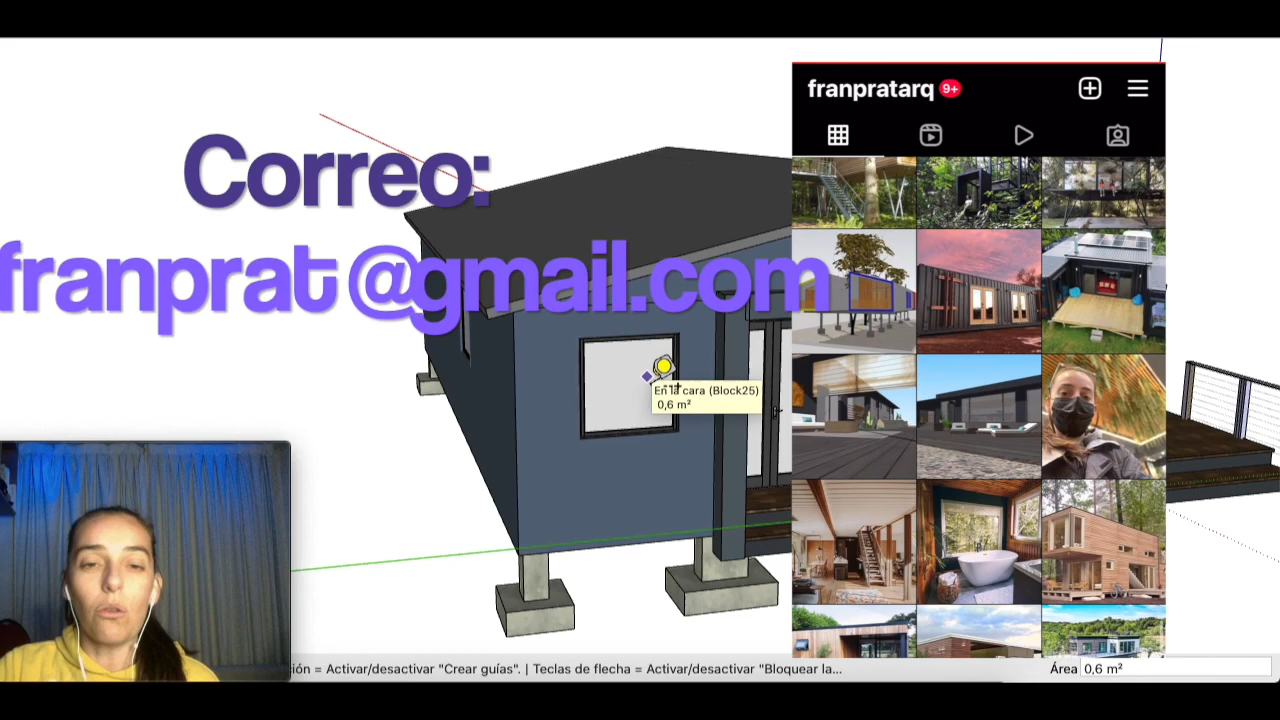 franpratarq 9+
Correo:
franprat@gmail.com
En la cara (Block25)
0,6 m²
ión = Activar/desactivar "Crear guías". | Teclas de flecha = Activar/desactivar "Bloquear la...
Área 0,6 m²